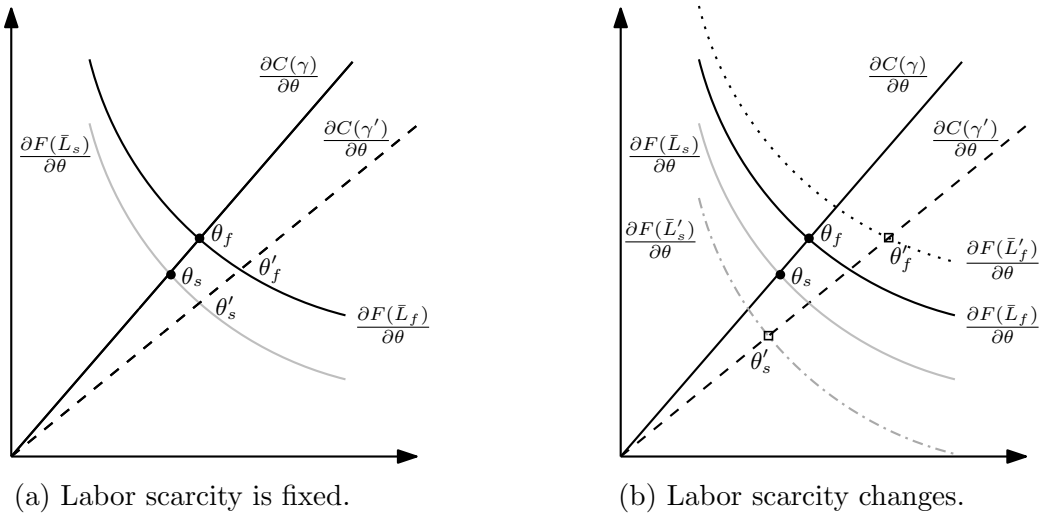 ∂C(γ)/∂θ
∂C(γ′)/∂θ
∂F(L̄_s)/∂θ
θ_f
θ′_f
θ_s
θ′_s
∂F(L̄_f)/∂θ
(a) Labor scarcity is fixed.
∂C(γ)/∂θ
∂C(γ′)/∂θ
∂F(L̄_s)/∂θ
∂F(L̄′_s)/∂θ
θ_f
θ′_f
∂F(L̄′_f)/∂θ
θ_s
∂F(L̄_f)/∂θ
θ′_s
(b) Labor scarcity changes.